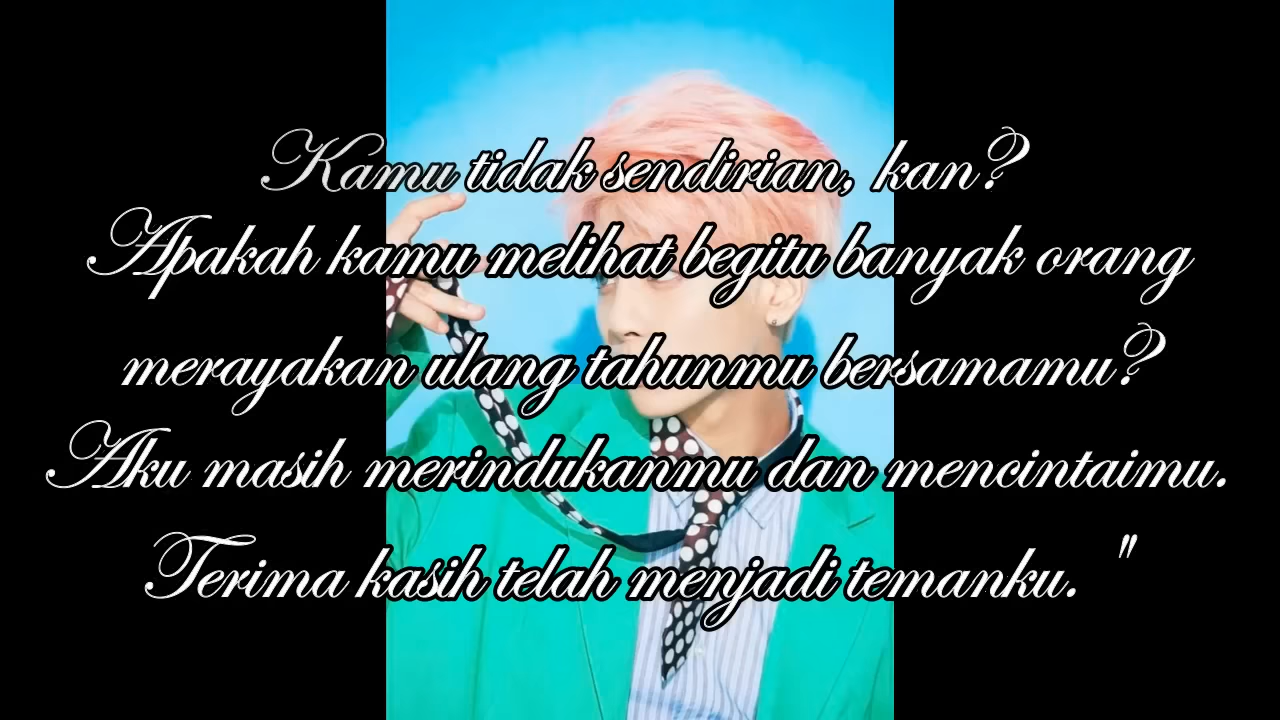 Kamu tidak sendirian, kan?
Apakah kamu melihat begitu banyak orang
merayakan ulang tahunmu bersamamu?
Aku masih merindukanmu dan mencintaimu.
Terima kasih telah menjadi temanku. "